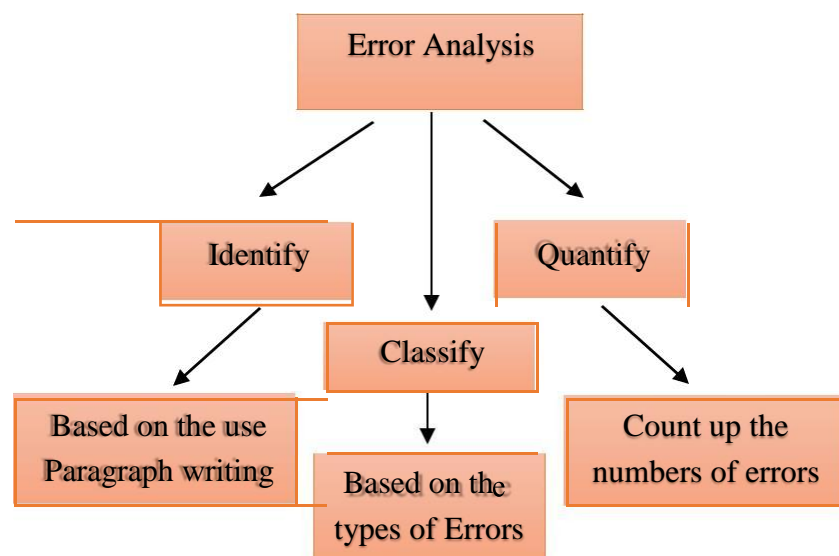 Error Analysis
Identify
Quantify
Classify
Based on the use
Paragraph writing
Count up the
numbers of errors
Based on the
types of Errors